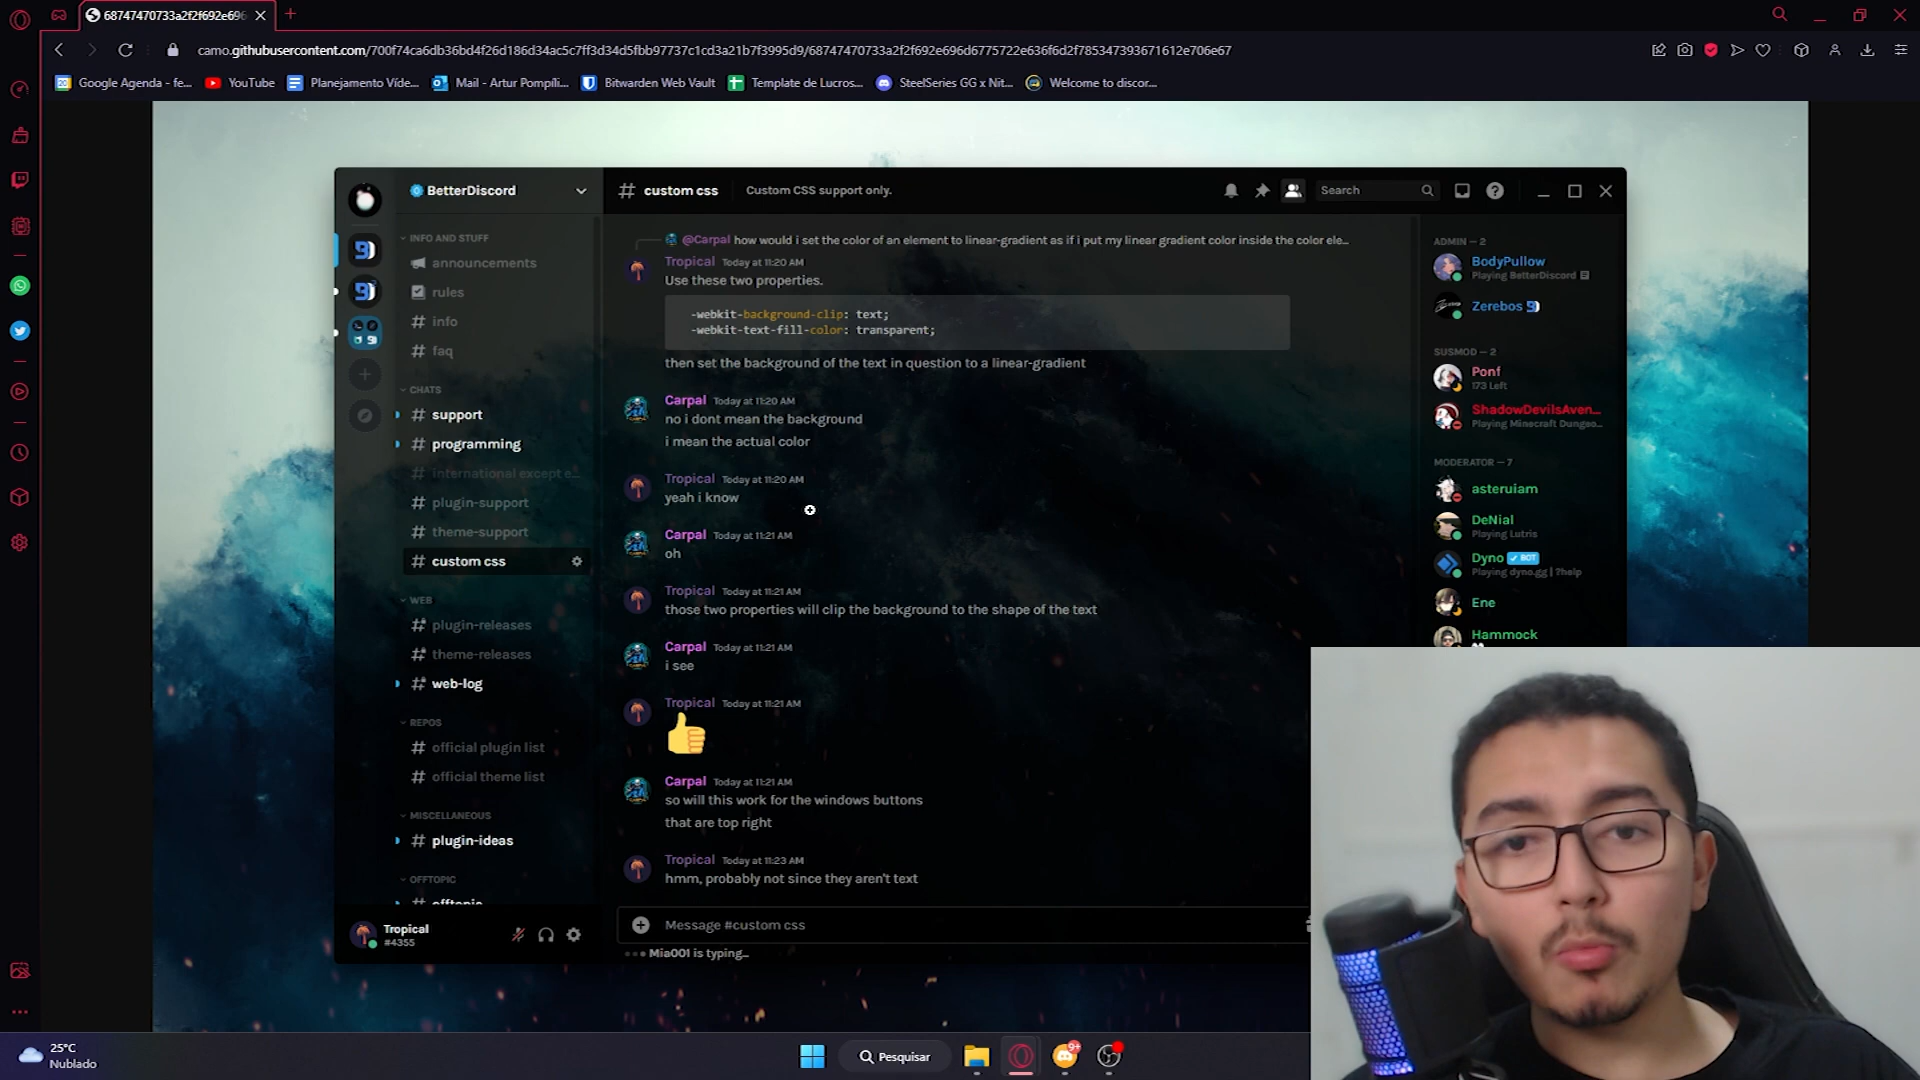 68747470733a2f2f692e696
camo.githubusercontent.com/700f74ca6db36bd4f26d186d34ac5c7ff3d34d5fbb97737c1cd3a21b7f3995d9/68747470733a2f2f692e696d6775722e636f6d2f785347393671612e706e67
Google Agenda - fe...
YouTube
Planejamento Víde...
Mail - Artur Pompíli...
Bitwarden Web Vault
Template de Lucros...
SteelSeries GG x Nit...
Welcome to discor...
BetterDiscord
custom css
Custom CSS support only.
Search
INFO AND STUFF
announcements
rules
info
faq
CHATS
support
programming
international except e...
plugin-support
theme-support
custom css
WEB
plugin-releases
theme-releases
web-log
REPOS
official plugin list
official theme list
MISCELLANEOUS
plugin-ideas
OFFTOPIC
offtopic
Tropical
#4355
@Carpal how would i set the color of an element to linear-gradient as if i put my linear gradient color inside the color ele...
Tropical Today at 11:20 AM
Use these two properties.
-webkit-background-clip: text;
-webkit-text-fill-color: transparent;
then set the background of the text in question to a linear-gradient
Carpal Today at 11:20 AM
no i dont mean the background
i mean the actual color
Tropical Today at 11:20 AM
yeah i know
Carpal Today at 11:21 AM
oh
Tropical Today at 11:21 AM
those two properties will clip the background to the shape of the text
Carpal Today at 11:21 AM
i see
Tropical Today at 11:21 AM
Carpal Today at 11:21 AM
so will this work for the windows buttons
that are top right
Tropical Today at 11:23 AM
hmm, probably not since they aren't text
Message #custom css
Mia001 is typing...
ADMIN — 2
BodyPullow
Playing BetterDiscord
Zerebos
SUSMOD — 2
Ponf
173 Left
ShadowDevilsAven...
Playing Minecraft Dungeo...
MODERATOR — 7
asteruiam
DeNial
Playing Lutris
Dyno BOT
Playing dyno.gg | ?help
Ene
Hammock
25°C
Nublado
Pesquisar
9+